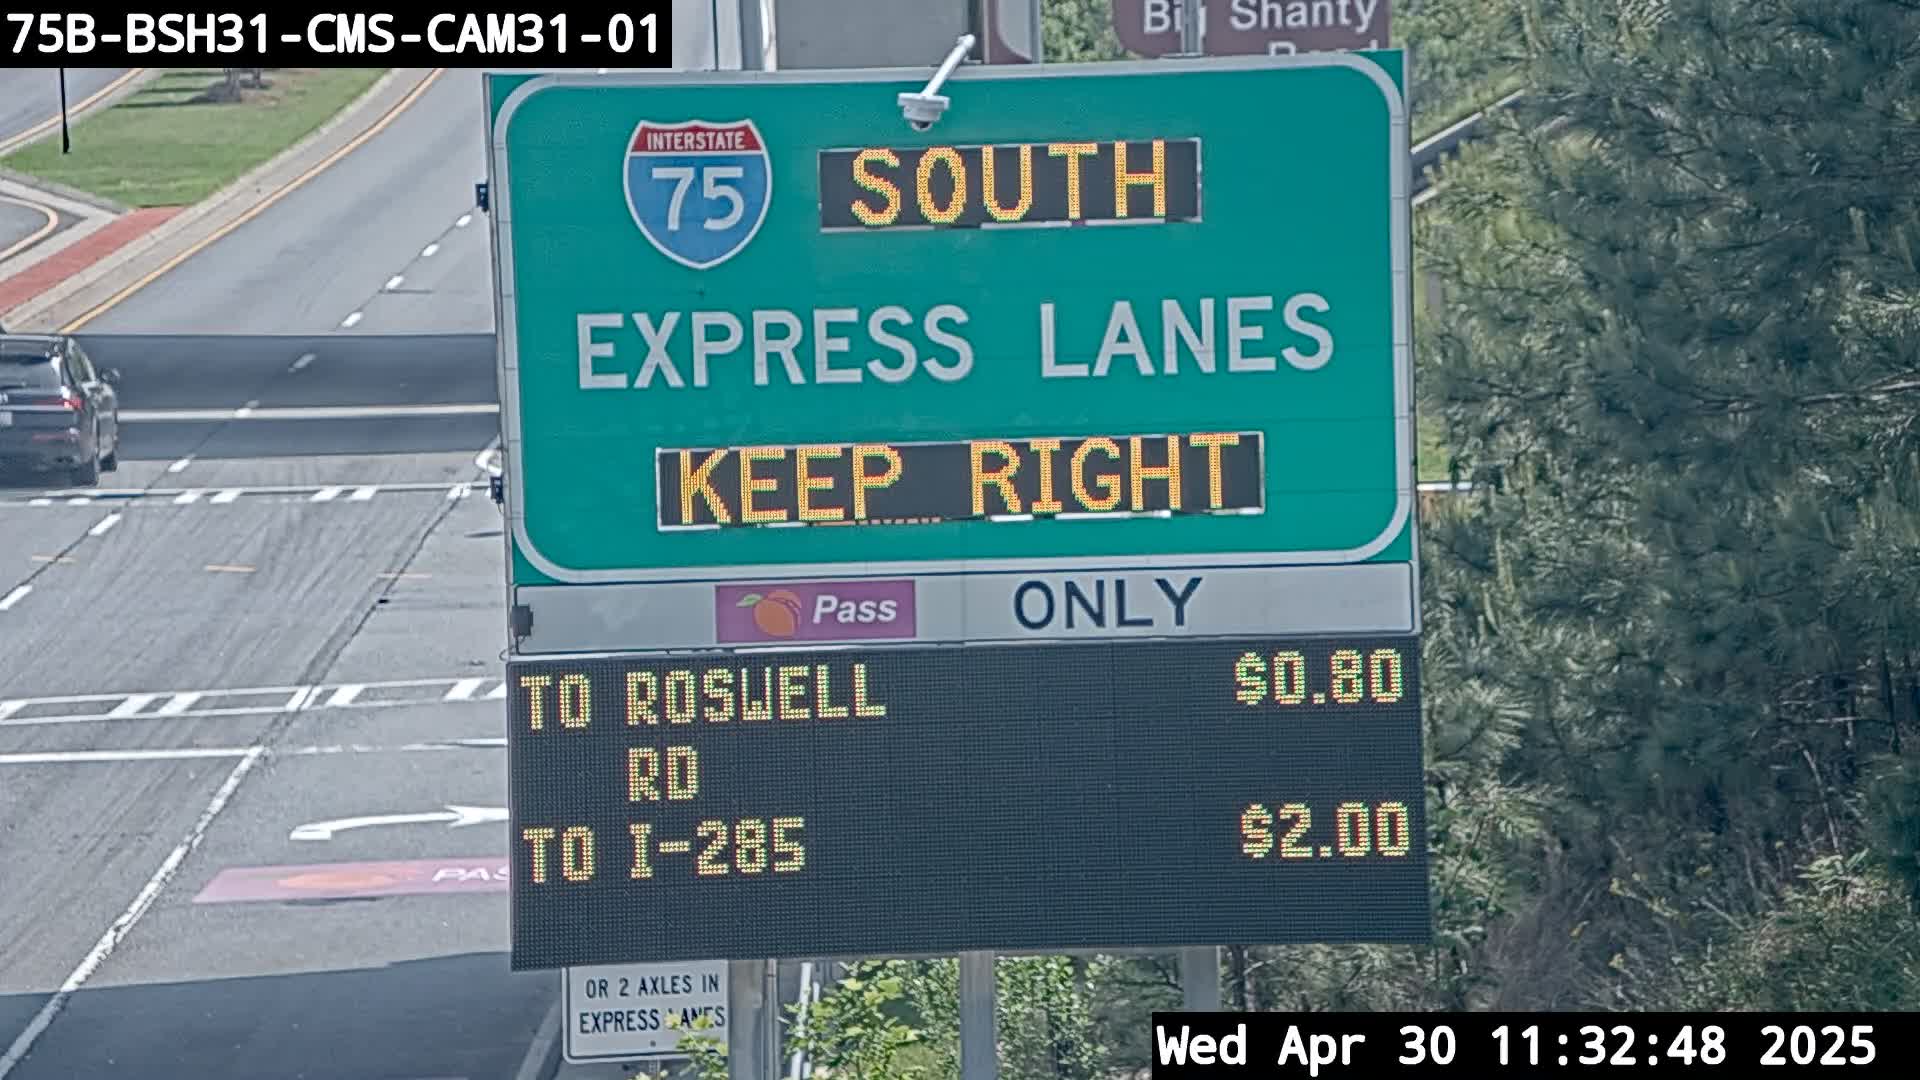 75B-BSH31-CMS-CAM31-01
Big Shanty
Road
INTERSTATE
75
SOUTH
EXPRESS LANES
KEEP RIGHT
Pass ONLY
TO ROSWELL $0.80
RD
TO I-285 $2.00
PAS
OR 2 AXLES IN
EXPRESS LANES
Wed Apr 30 11:32:48 2025